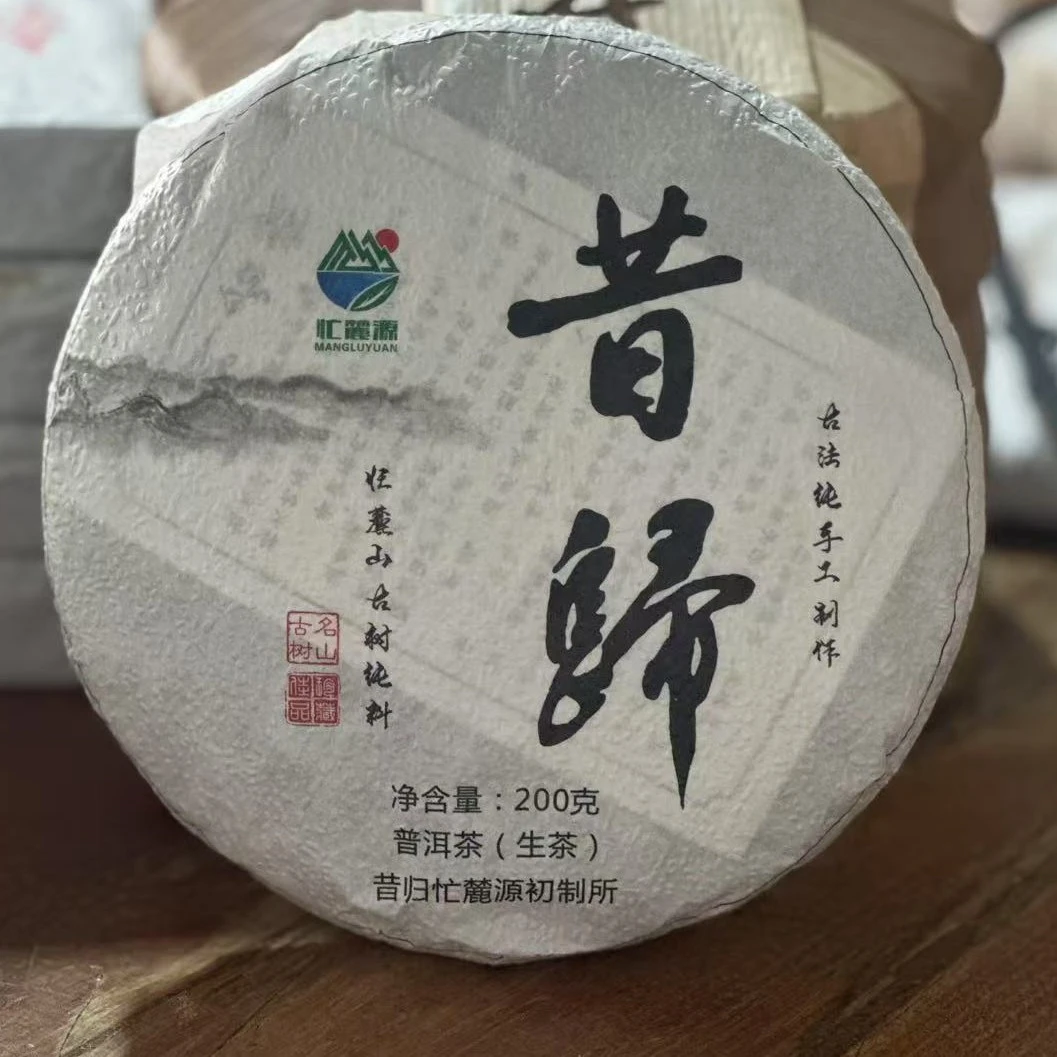 忙麓源
MANGLUYUAN
昔歸
古法纯手工制作
忙麓山古树纯料
名山古树
珍藏佳品
净含量：200克
普洱茶（生茶）
昔归忙麓源初制所